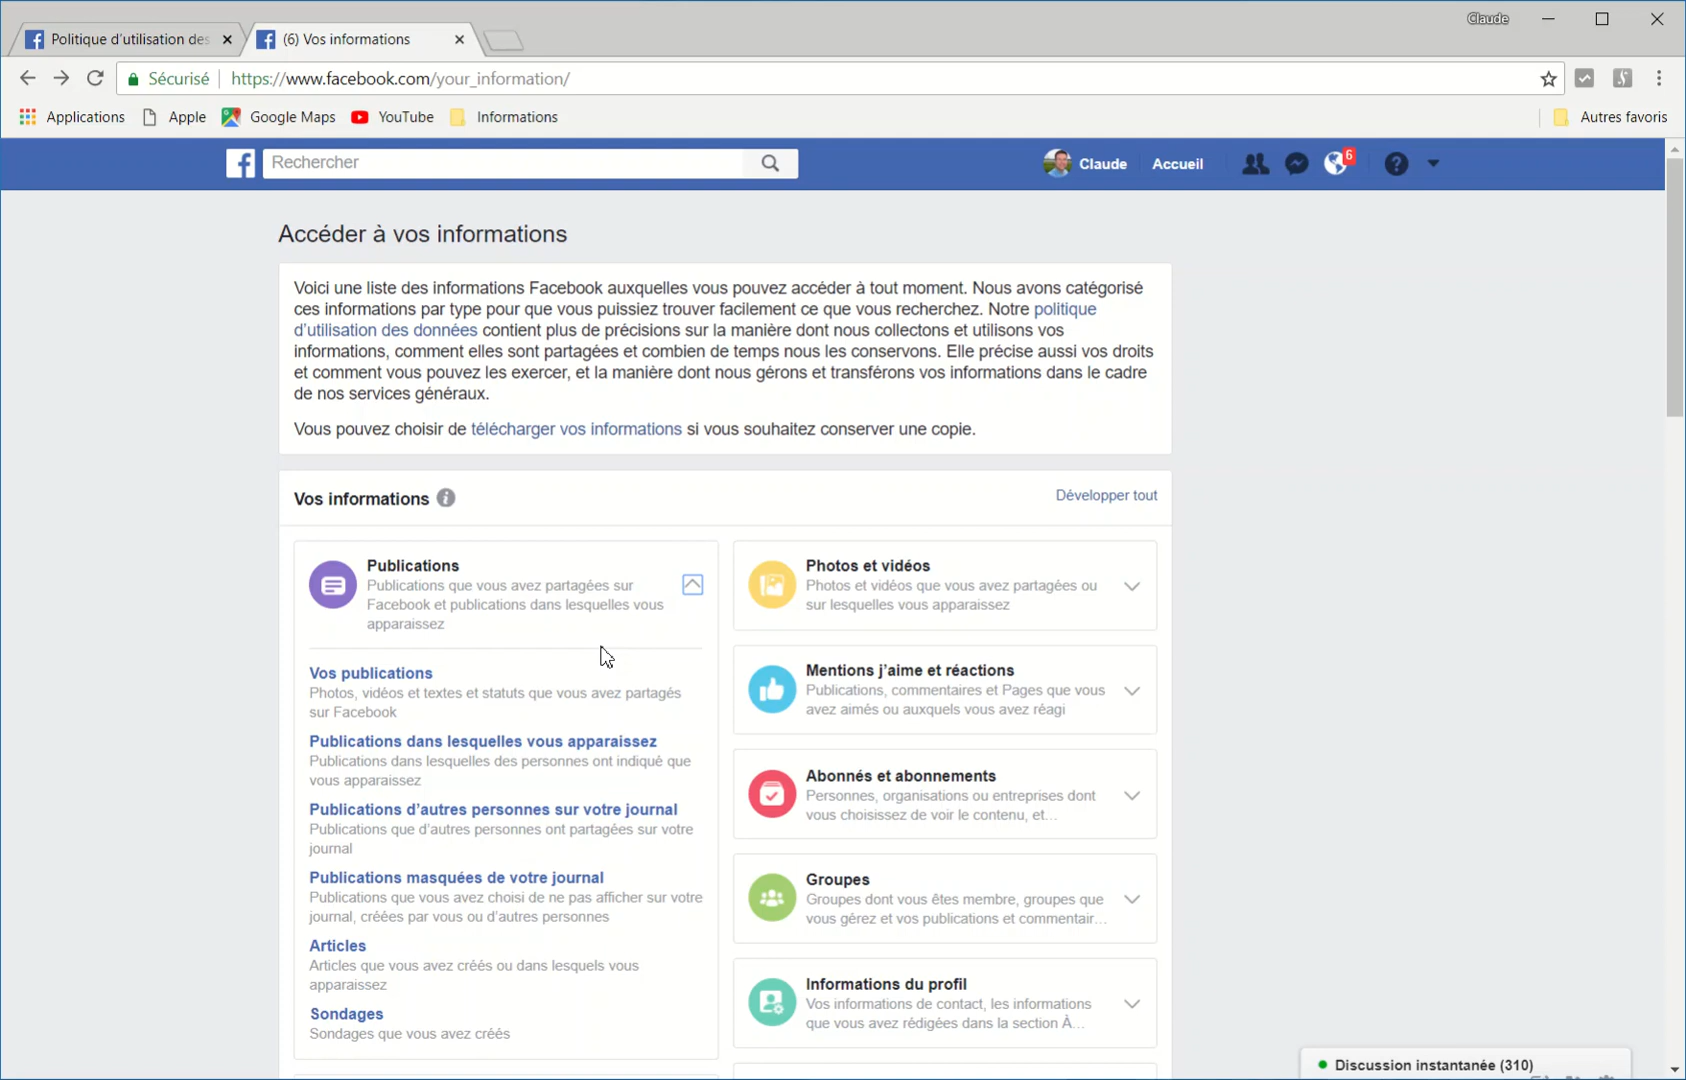 Claude
Politique d'utilisation des
(6) Vos informations
Sécurisé
https://www.facebook.com/your_information/
Applications
Apple
Google Maps
YouTube
Informations
Autres favoris
Rechercher
Claude
Accueil
6
Accéder à vos informations
Voici une liste des informations Facebook auxquelles vous pouvez accéder à tout moment. Nous avons catégorisé
ces informations par type pour que vous puissiez trouver facilement ce que vous recherchez. Notre politique
d'utilisation des données contient plus de précisions sur la manière dont nous collectons et utilisons vos
informations, comment elles sont partagées et combien de temps nous les conservons. Elle précise aussi vos droits
et comment vous pouvez les exercer, et la manière dont nous gérons et transférons vos informations dans le cadre
de nos services généraux.
Vous pouvez choisir de télécharger vos informations si vous souhaitez conserver une copie.
Vos informations
Développer tout
Publications
Publications que vous avez partagées sur
Facebook et publications dans lesquelles vous
apparaissez
Vos publications
Photos, vidéos et textes et statuts que vous avez partagés
sur Facebook
Publications dans lesquelles vous apparaissez
Publications dans lesquelles des personnes ont indiqué que
vous apparaissez
Publications d'autres personnes sur votre journal
Publications que d'autres personnes ont partagées sur votre
journal
Publications masquées de votre journal
Publications que vous avez choisi de ne pas afficher sur votre
journal, créées par vous ou d'autres personnes
Articles
Articles que vous avez créés ou dans lesquels vous
apparaissez
Sondages
Sondages que vous avez créés
Photos et vidéos
Photos et vidéos que vous avez partagées ou
sur lesquelles vous apparaissez
Mentions j'aime et réactions
Publications, commentaires et Pages que vous
avez aimés ou auxquels vous avez réagi
Abonnés et abonnements
Personnes, organisations ou entreprises dont
vous choisissez de voir le contenu, et...
Groupes
Groupes dont vous êtes membre, groupes que
vous gérez et vos publications et commentair...
Informations du profil
Vos informations de contact, les informations
que vous avez rédigées dans la section À...
Discussion instantanée (310)